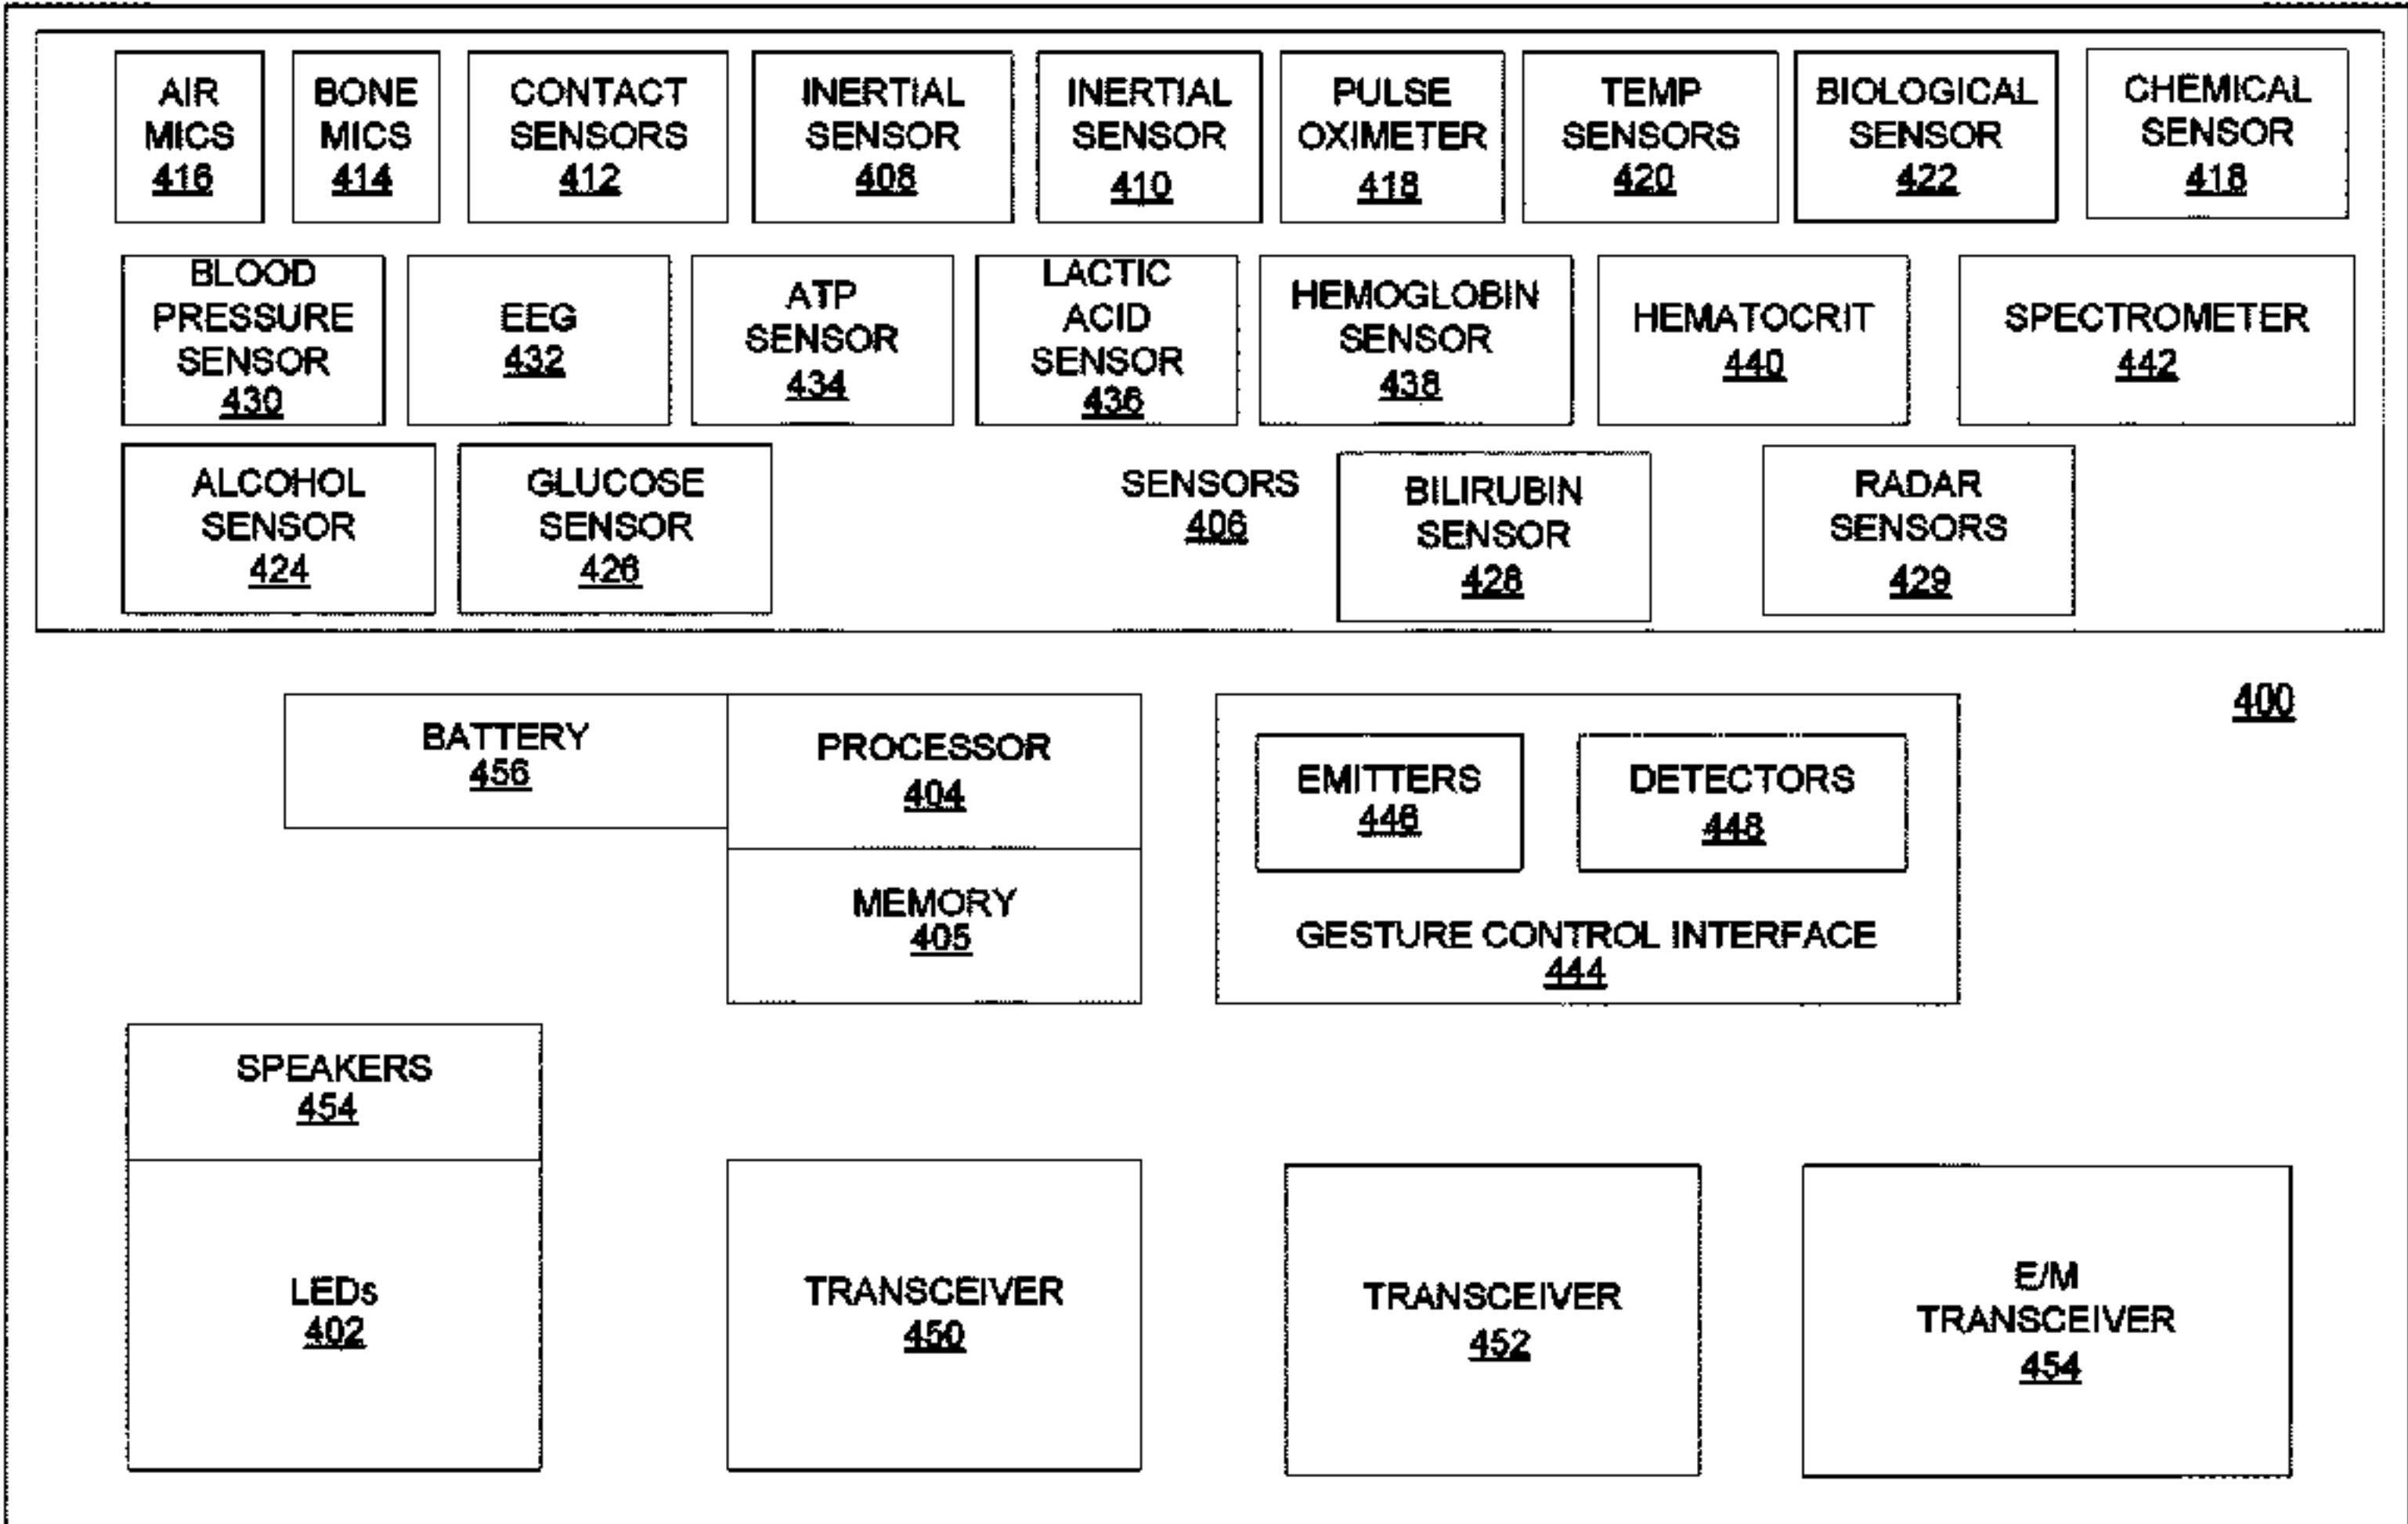 AIR
MICS
416
BONE
MICS
414
CONTACT
SENSORS
412
INERTIAL
SENSOR
408
INERTIAL
SENSOR
410
PULSE
OXIMETER
418
TEMP
SENSORS
420
BIOLOGICAL
SENSOR
422
CHEMICAL
SENSOR
418
BLOOD
PRESSURE
SENSOR
430
EEG
432
ATP
SENSOR
434
LACTIC
ACID
SENSOR
436
HEMOGLOBIN
SENSOR
438
HEMATOCRIT
440
SPECTROMETER
442
ALCOHOL
SENSOR
424
GLUCOSE
SENSOR
426
SENSORS
406
BILIRUBIN
SENSOR
428
RADAR
SENSORS
429
400
BATTERY
456
PROCESSOR
404
MEMORY
405
EMITTERS
446
DETECTORS
448
GESTURE CONTROL INTERFACE
444
SPEAKERS
454
LEDs
402
TRANSCEIVER
450
TRANSCEIVER
452
E/M
TRANSCEIVER
454